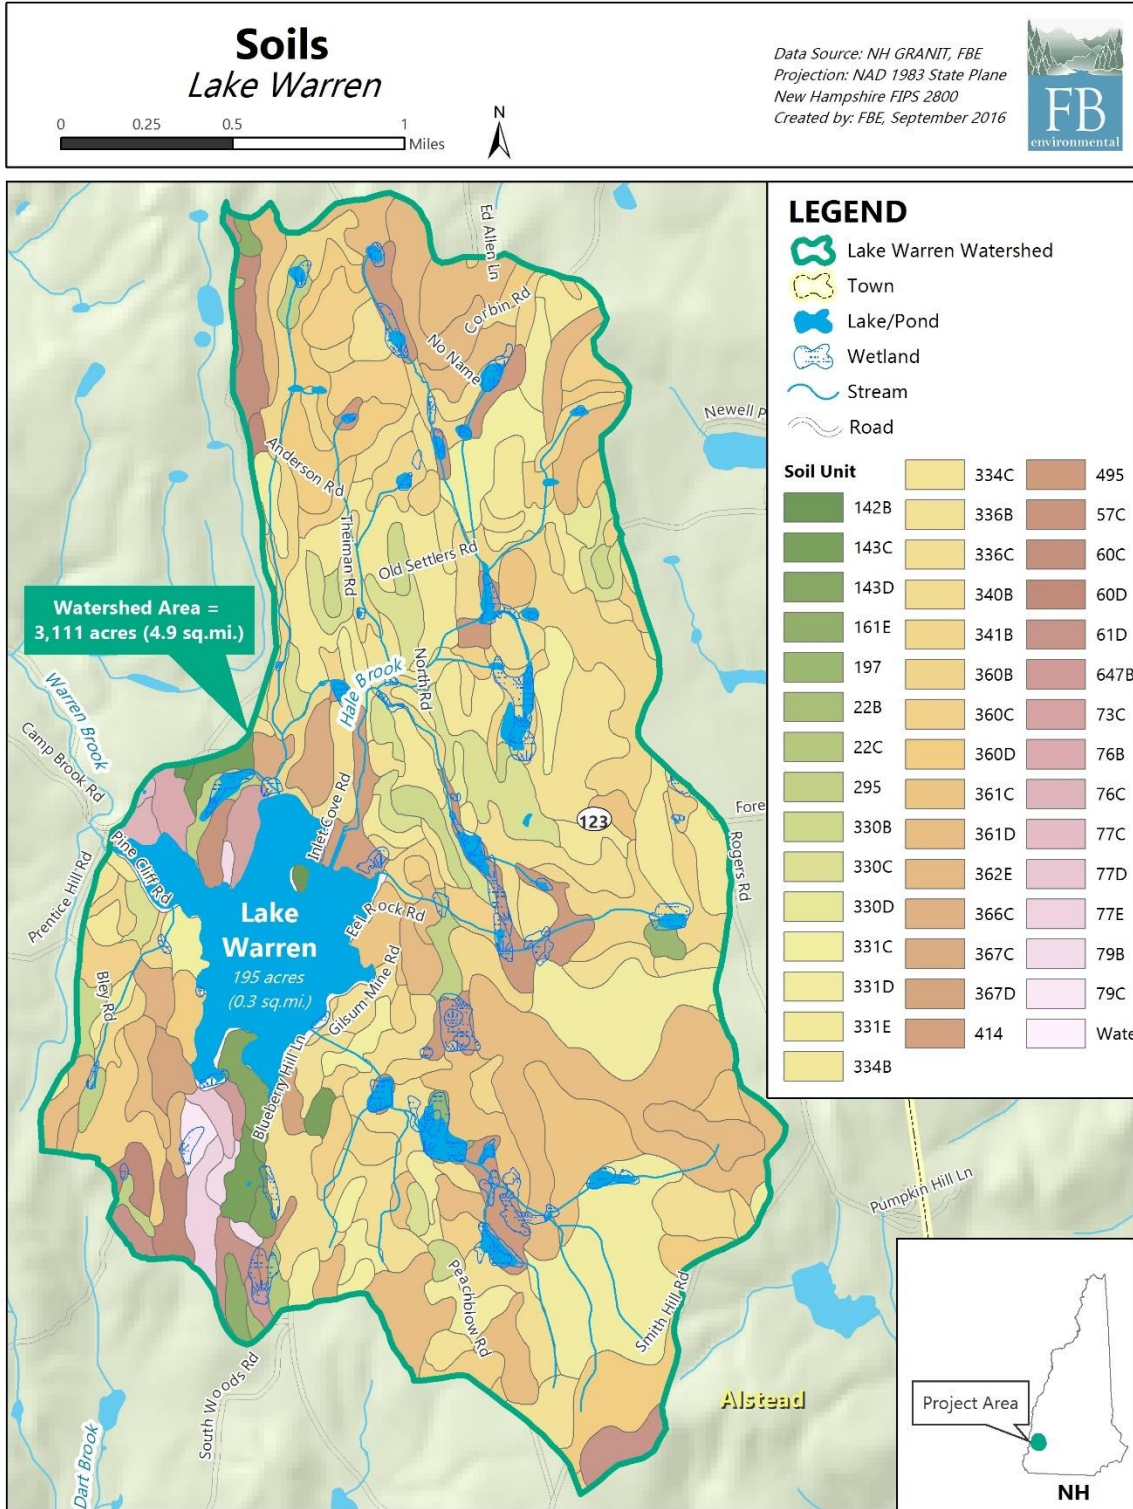 Soils
Lake Warren
0 0.25 0.5 1
Miles
N
Data Source: NH GRANIT, FBE
Projection: NAD 1983 State Plane
New Hampshire FIPS 2800
Created by: FBE, September 2016
FB
environmental
LEGEND
Lake Warren Watershed
Town
Lake/Pond
Wetland
Stream
Road
Soil Unit
142B
143C
143D
161E
197
22B
22C
295
330B
330C
330D
331C
331D
331E
334B
334C
336B
336C
340B
341B
360B
360C
360D
361C
361D
362E
366C
367C
367D
414
495
57C
60C
60D
61D
647B
73C
76B
76C
77C
77D
77E
79B
79C
Wate
Ed Allen Ln
Corbin Rd
No Name
Newell P
Anderson Rd
Theiman Rd
Old Settlers Rd
Watershed Area =
3,111 acres (4.9 sq.mi.)
Hale Brook
North Rd
Warren Brook
Camp Brook Rd
Inlet Cove Rd
123
Fore
Rogers Rd
Pine Cliff Rd
Prentice Hill Rd
Lake
Warren
195 acres
(0.3 sq.mi.)
Eel Rock Rd
Gilsum Mine Rd
Bley Rd
Blueberry Hill Ln
Pumpkin Hill Ln
Peachblow Rd
Smith Hill Rd
South Woods Rd
Dart Brook
Alstead
Project Area
NH